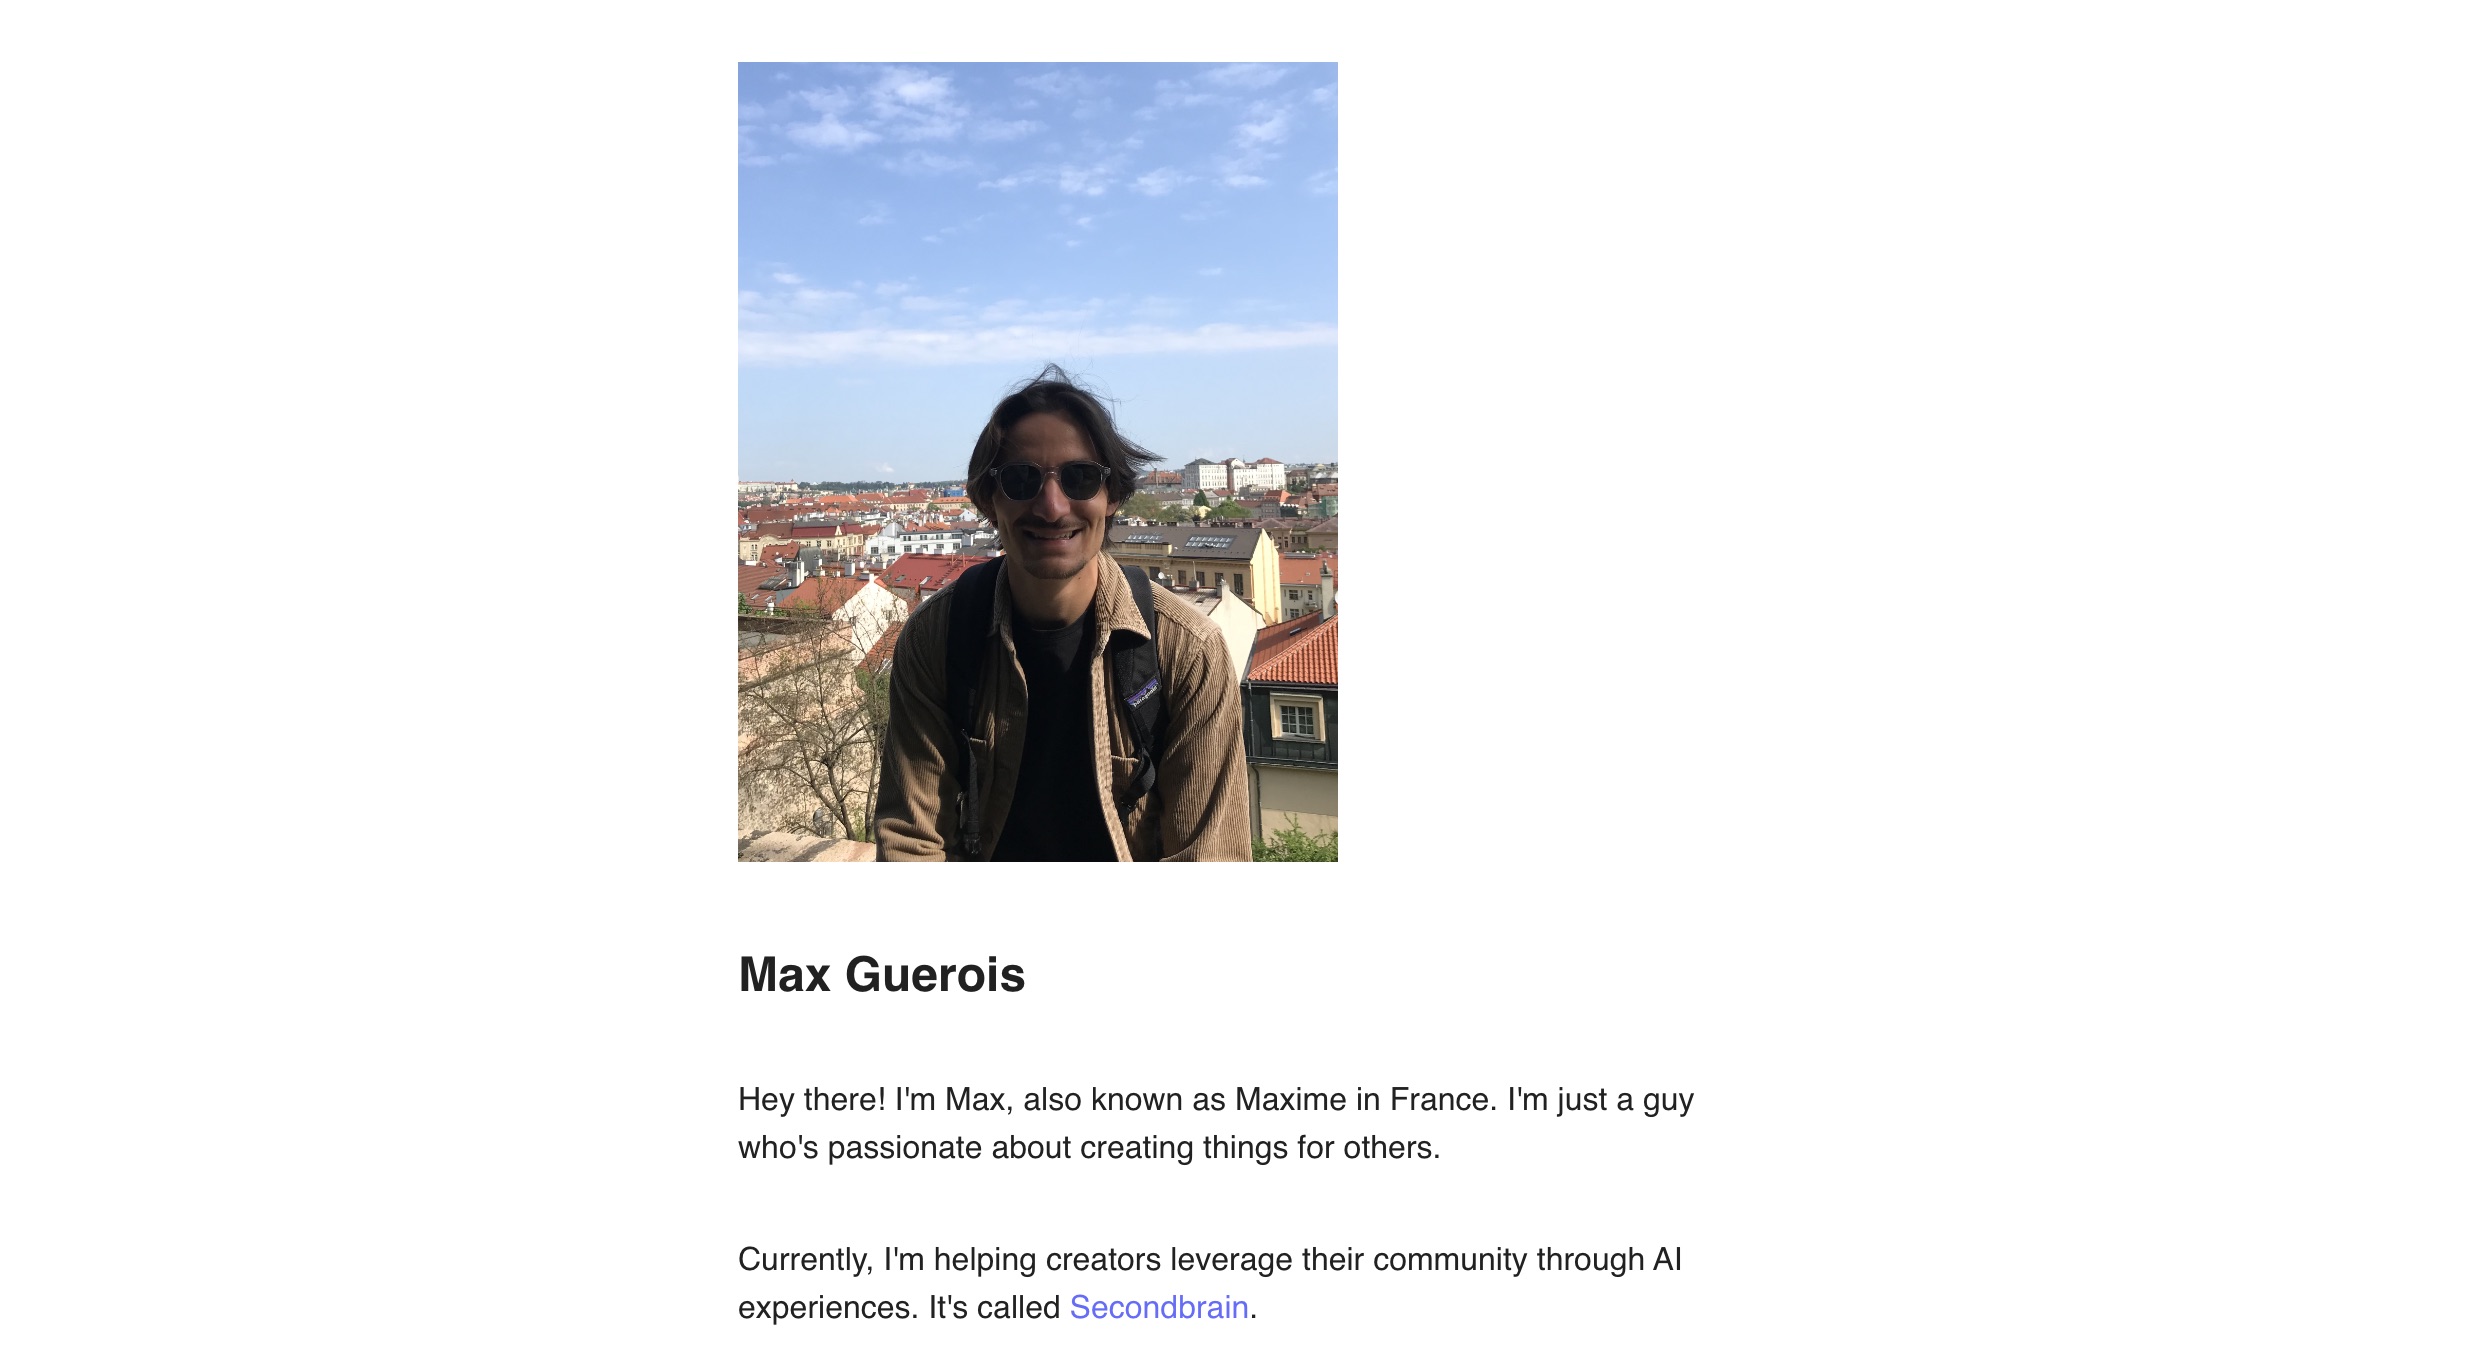 patagonia
Max Guerois
Hey there! I'm Max, also known as Maxime in France. I'm just a guy
who's passionate about creating things for others.
Currently, I'm helping creators leverage their community through AI
experiences. It's called Secondbrain.